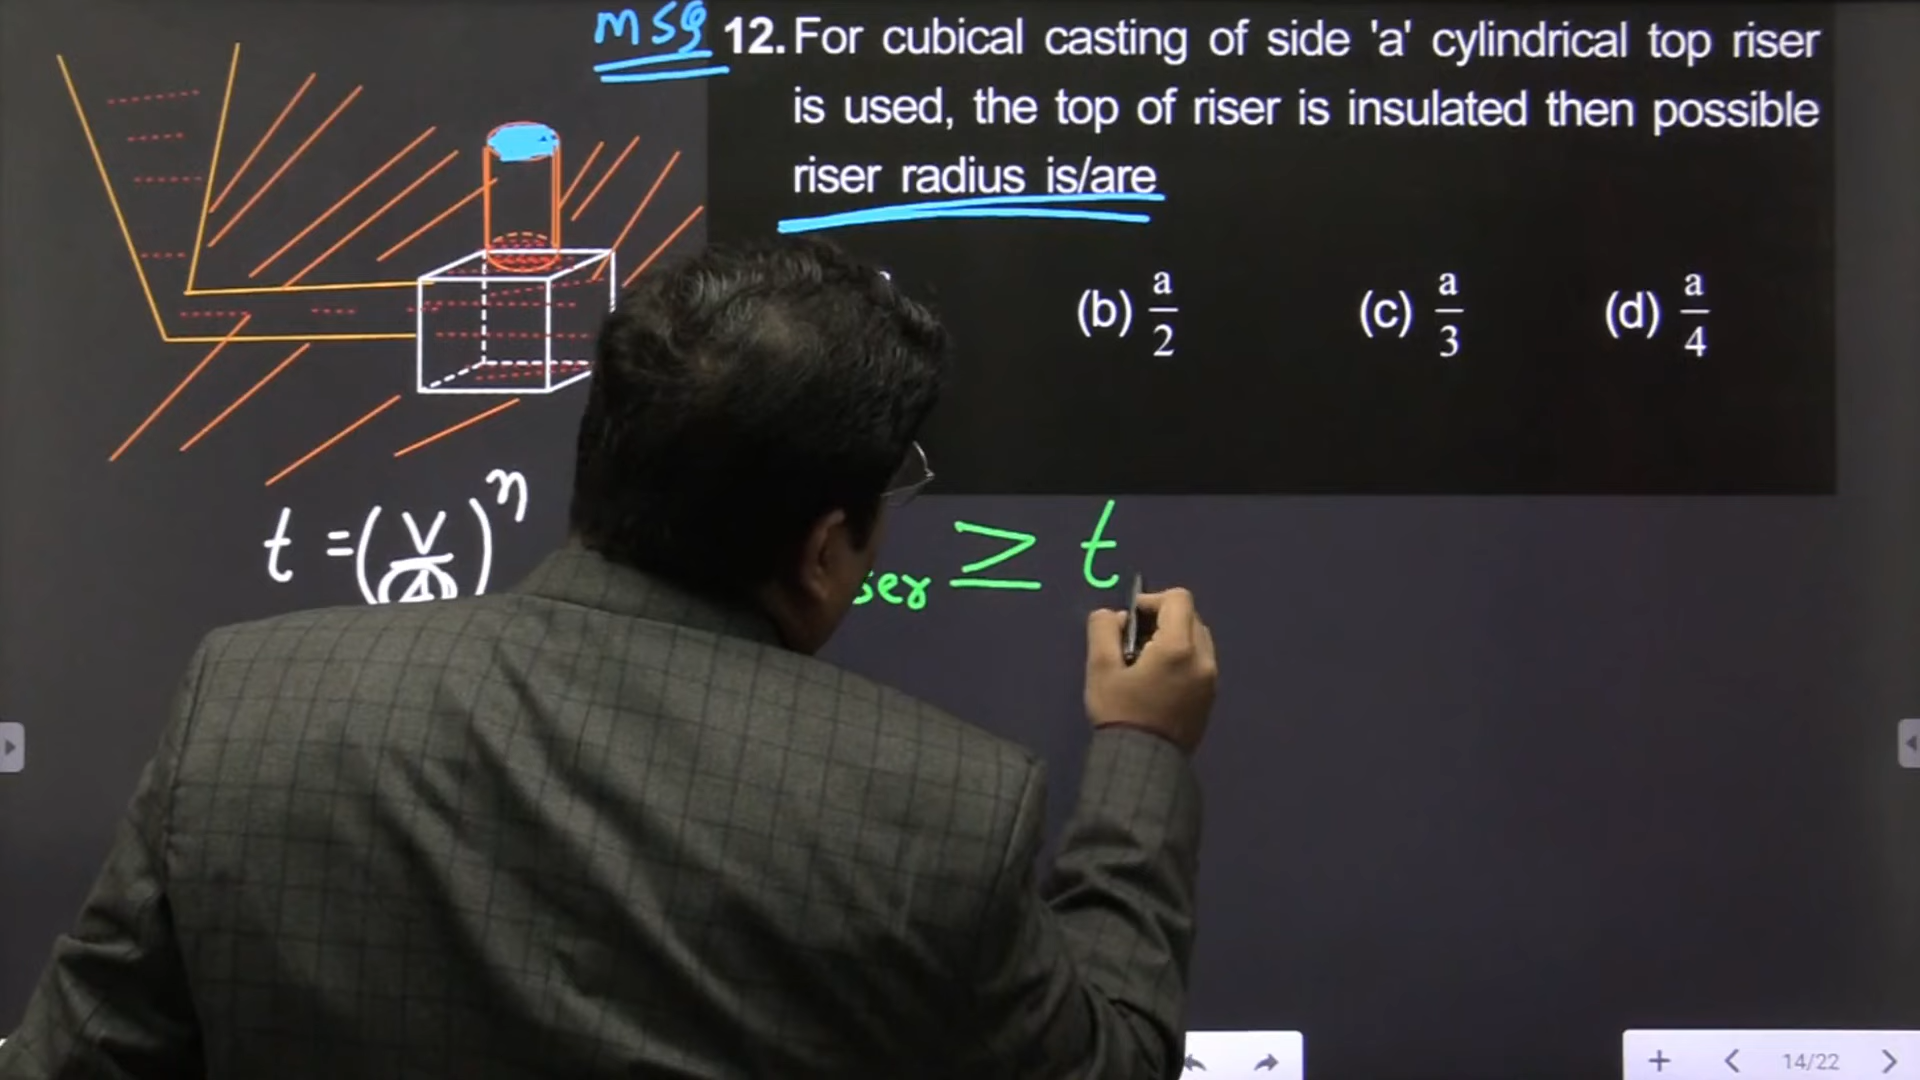 MSQ
12. For cubical casting of side 'a' cylindrical top riser
is used, the top of riser is insulated then possible
riser radius is/are
(b) a/2 (c) a/3 (d) a/4
t = (V/A)^n
≥ t
14/22